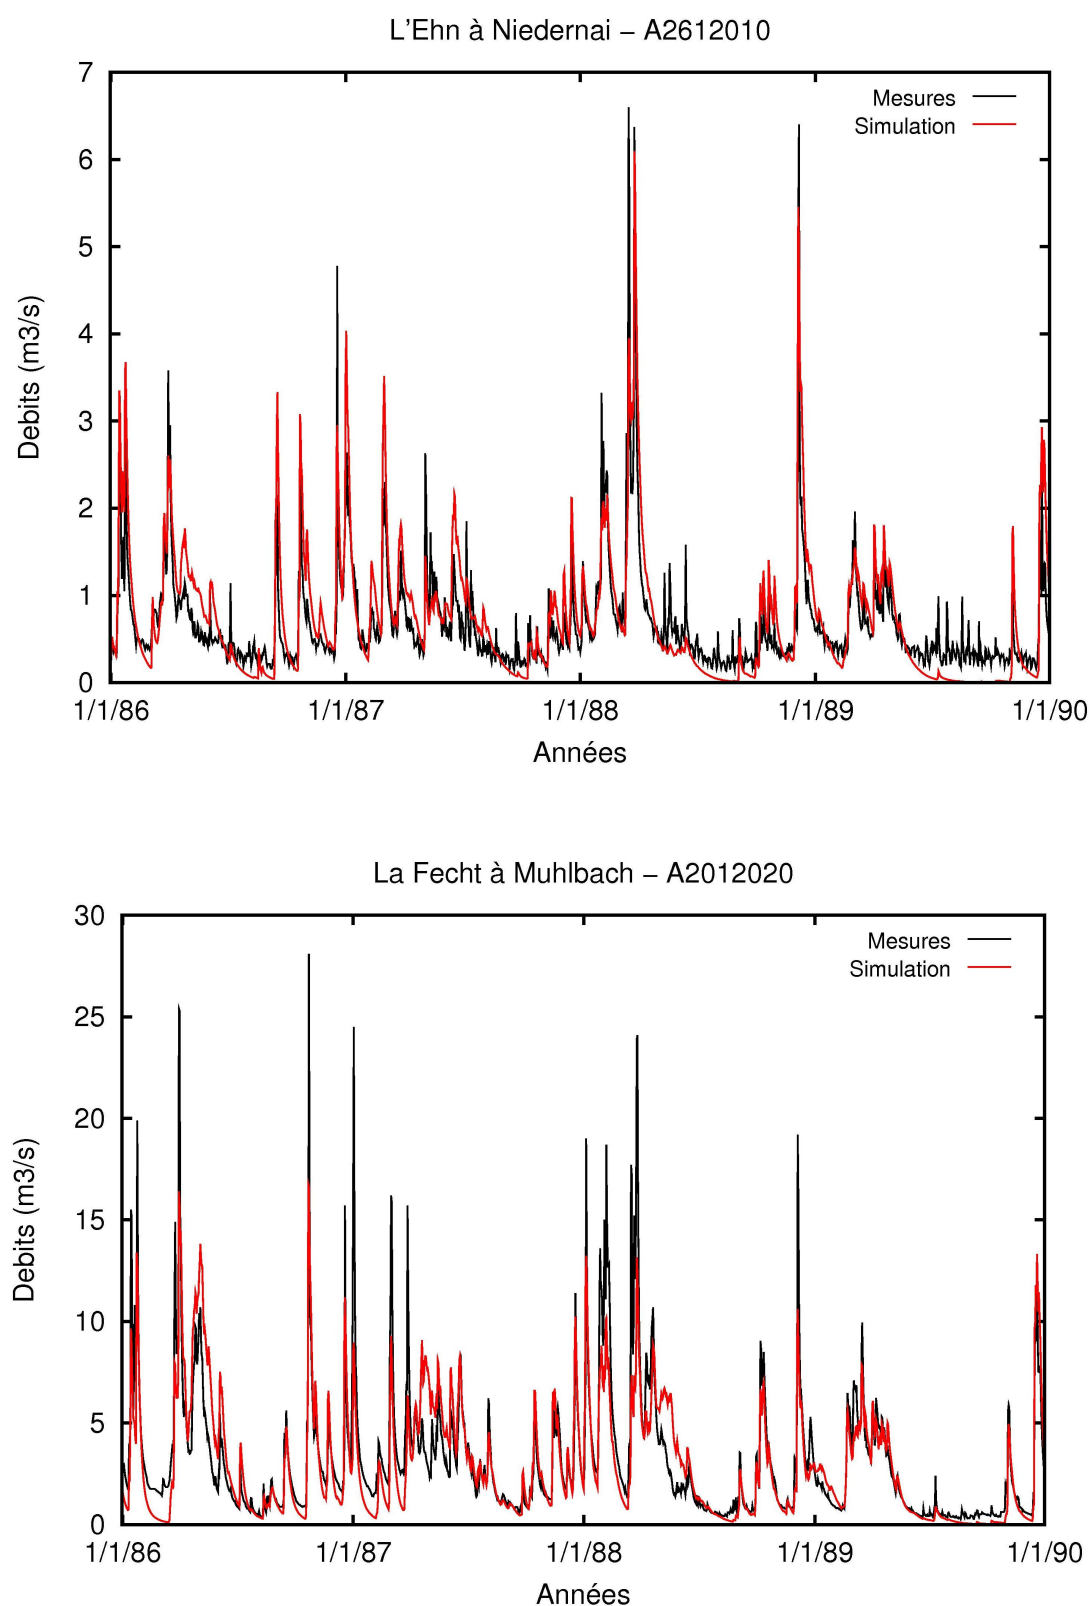 L'Ehn à Niedernai – A2612010
7
Mesures
Simulation
6
5
4
3
2
1
0
Debits (m3/s)
1/1/86 1/1/87 1/1/88 1/1/89 1/1/90
Années
La Fecht à Muhlbach – A2012020
30
Mesures
Simulation
25
20
15
10
5
0
Debits (m3/s)
1/1/86 1/1/87 1/1/88 1/1/89 1/1/90
Années